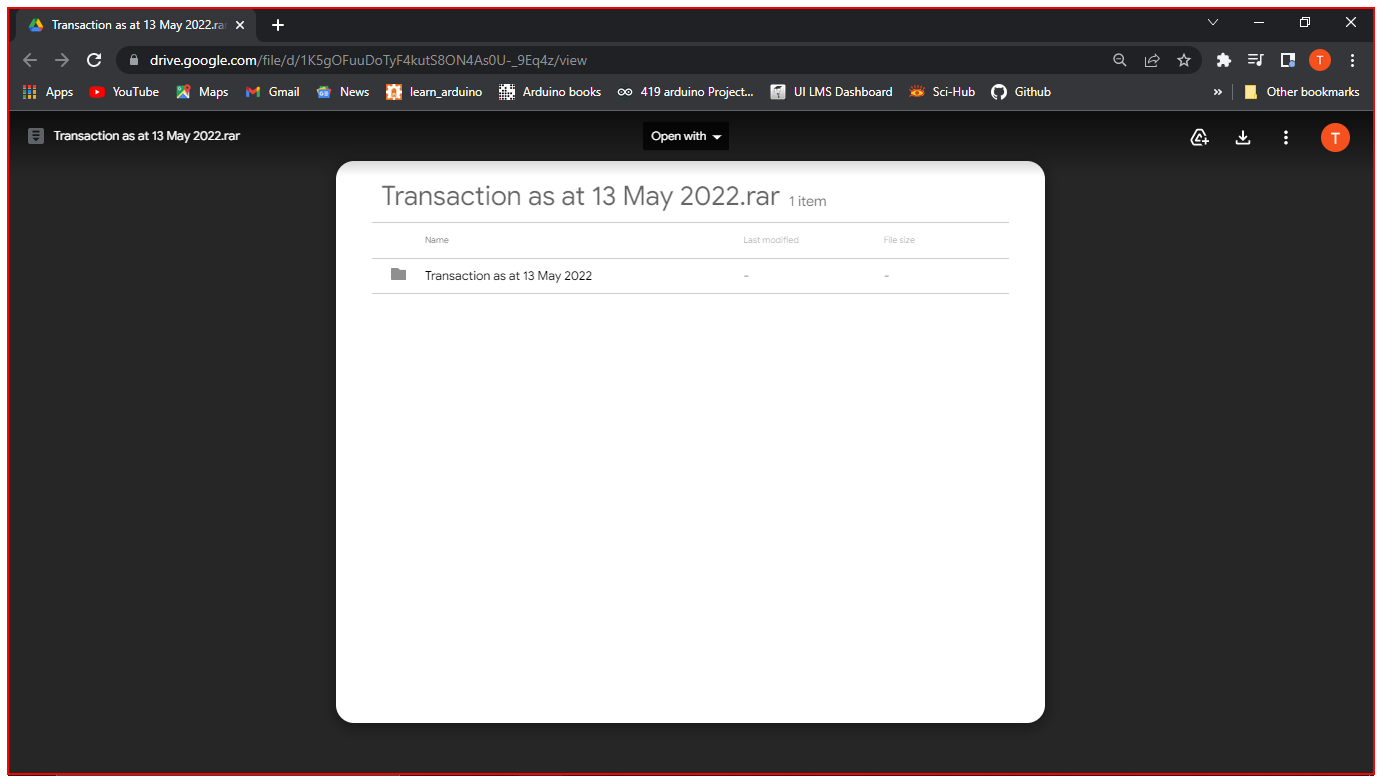 Transaction as at 13 May 2022.ra
drive.google.com/file/d/1K5gOFuuDoTyF4kutS8ON4As0U-_9Eq4z/view
T
Apps YouTube Maps Gmail News learn_arduino Arduino books 419 arduino Project... UI LMS Dashboard Sci-Hub Github » Other bookmarks
Transaction as at 13 May 2022.rar Open with T
Transaction as at 13 May 2022.rar 1 item
Name Last modified File size
Transaction as at 13 May 2022 - -